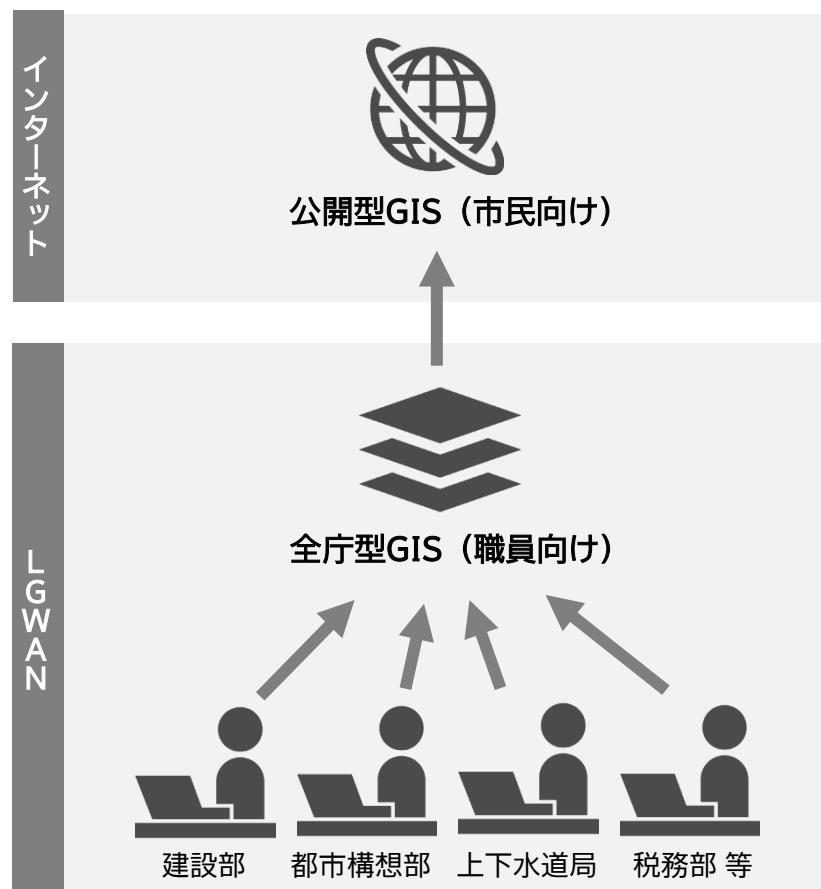 インターネット
公開型GIS（市民向け）
LGWAN
全庁型GIS（職員向け）
建設部
都市構想部
上下水道局
税務部 等